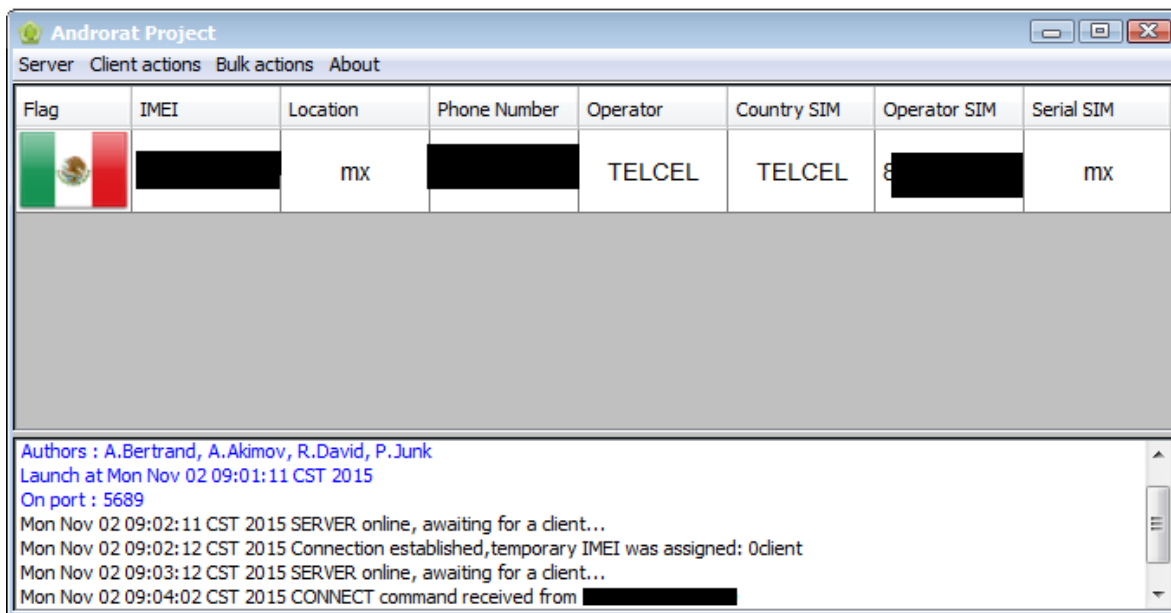 Androrat Project
Server Client actions Bulk actions About
Flag IMEI Location Phone Number Operator Country SIM Operator SIM Serial SIM
mx TELCEL TELCEL 8 mx
Authors : A.Bertrand, A.Akimov, R.David, P.Junk
Launch at Mon Nov 02 09:01:11 CST 2015
On port : 5689
Mon Nov 02 09:02:11 CST 2015 SERVER online, awaiting for a client...
Mon Nov 02 09:02:12 CST 2015 Connection established,temporary IMEI was assigned: 0client
Mon Nov 02 09:03:12 CST 2015 SERVER online, awaiting for a client...
Mon Nov 02 09:04:02 CST 2015 CONNECT command received from